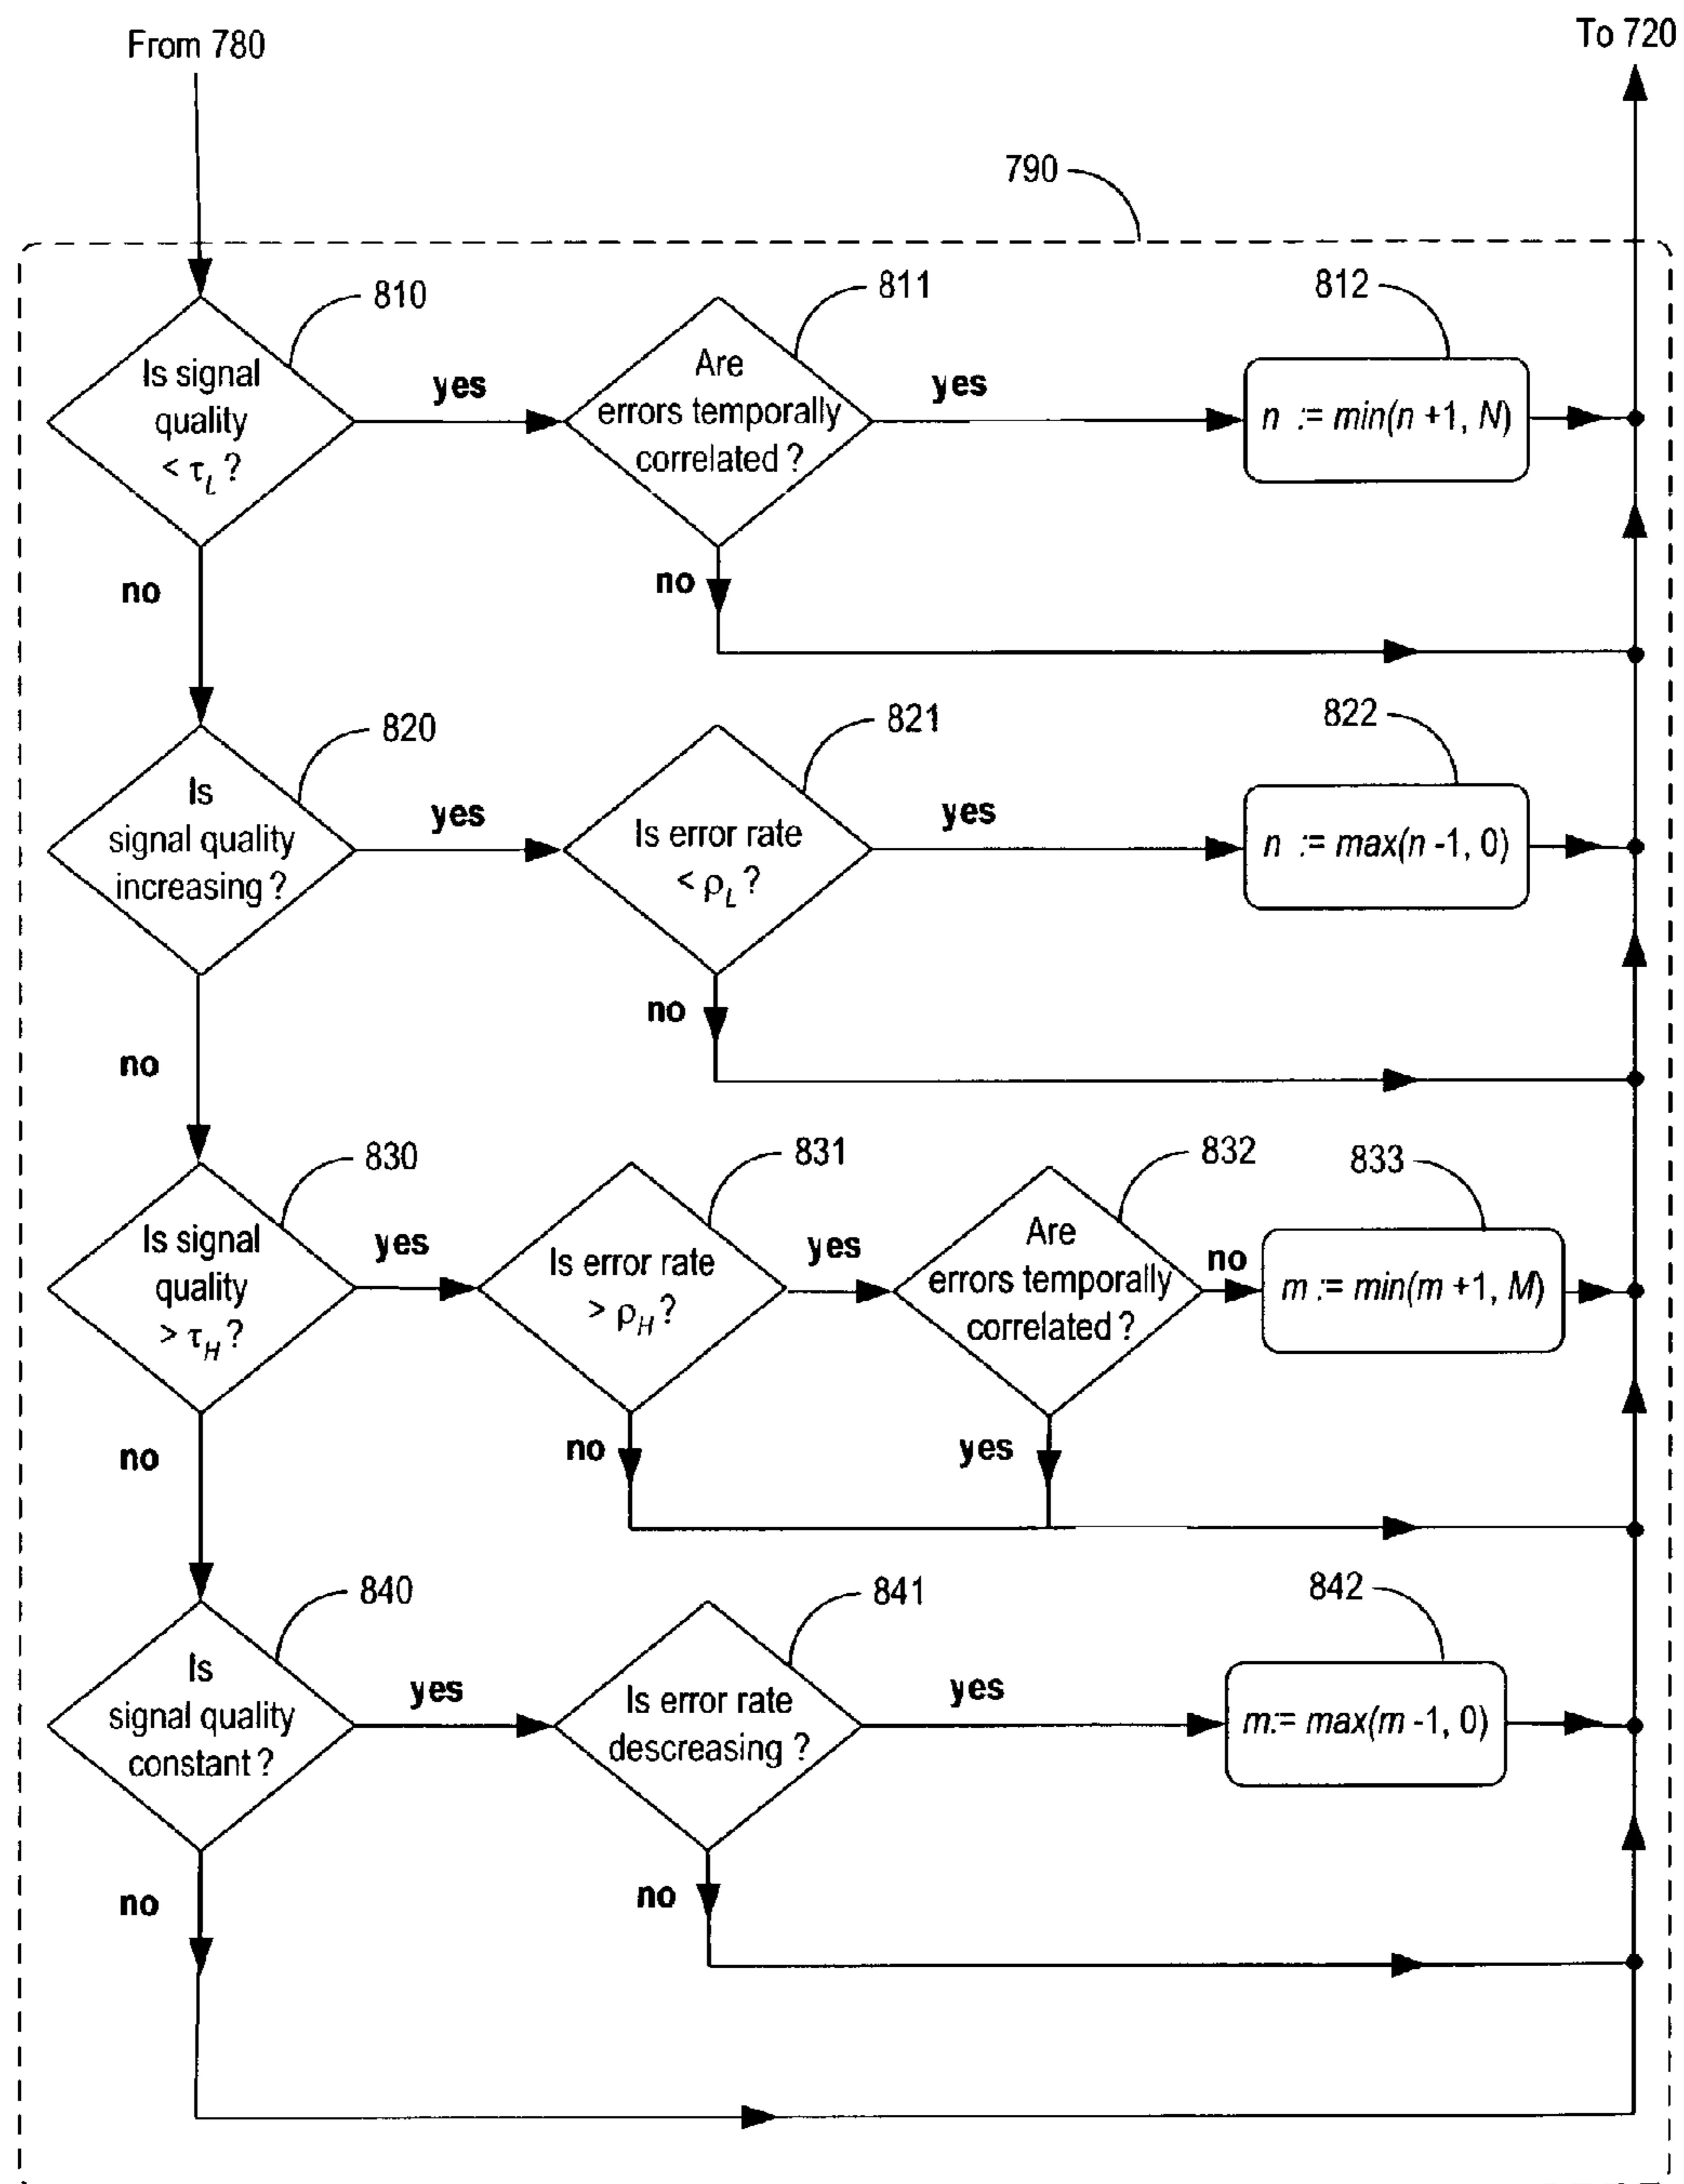 From 780
To 720
790
810
811
812
Is signal
quality
< τL ?
yes
Are
errors temporally
correlated ?
yes
n := min(n +1, N)
no
no
820
821
822
Is
signal quality
increasing ?
yes
Is error rate
< ρL ?
yes
n := max(n -1, 0)
no
no
830
831
832
833
Is signal
quality
> τH ?
yes
Is error rate
> ρH ?
yes
Are
errors temporally
correlated ?
no
m := min(m +1, M)
no
no
yes
840
841
842
Is
signal quality
constant ?
yes
Is error rate
descreasing ?
yes
m:= max(m -1, 0)
no
no